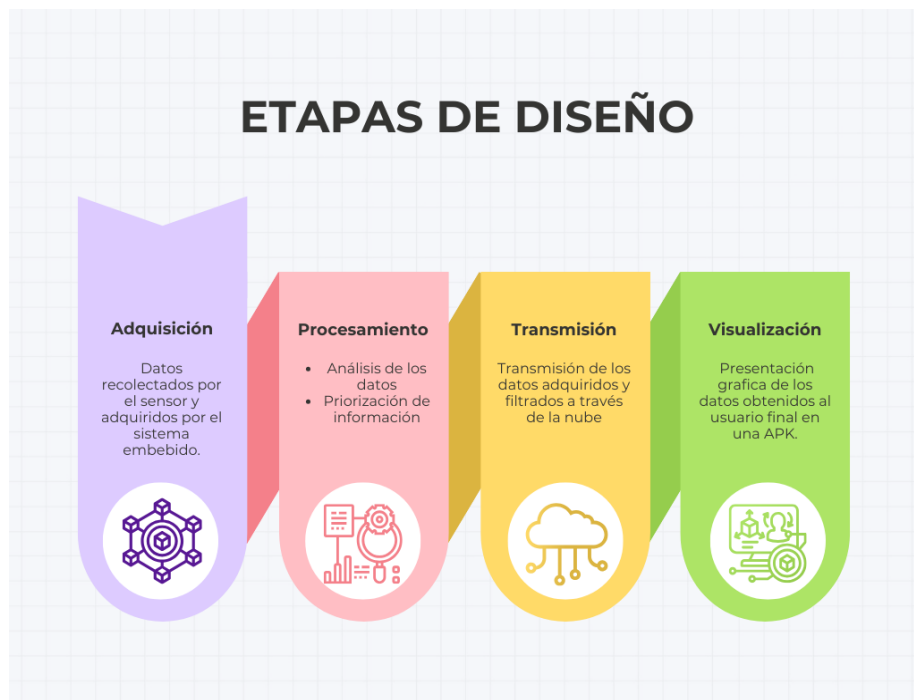 ETAPAS DE DISEÑO
Adquisición
Datos
recolectados por
el sensor y
adquiridos por el
sistema
embebido.
Procesamiento
• Análisis de los
datos
• Priorización de
información
Transmisión
Transmisión de los
datos adquiridos y
filtrados a través
de la nube
Visualización
Presentación
grafica de los
datos obtenidos al
usuario final en
una APK.